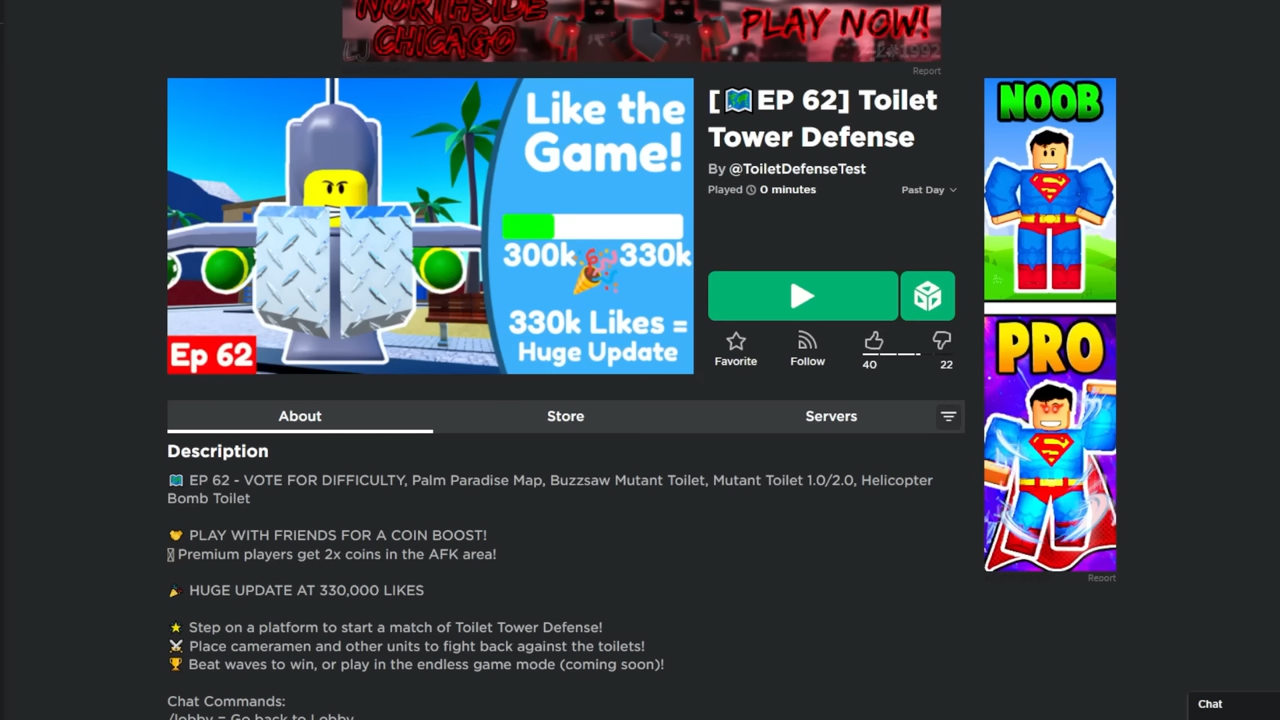 NORTHSIDE
CHICAGO
PLAY NOW!
Report
Like the
Game!
300k 330k
330k Likes =
Huge Update
Ep 62
[🗺️EP 62] Toilet
Tower Defense
By @ToiletDefenseTest
Played 0 minutes
Past Day
Favorite
Follow
40
22
NOOB
PRO
Report
About
Store
Servers
Description
🗺️ EP 62 - VOTE FOR DIFFICULTY, Palm Paradise Map, Buzzsaw Mutant Toilet, Mutant Toilet 1.0/2.0, Helicopter
Bomb Toilet
🤝 PLAY WITH FRIENDS FOR A COIN BOOST!
Premium players get 2x coins in the AFK area!
🎉 HUGE UPDATE AT 330,000 LIKES
⭐ Step on a platform to start a match of Toilet Tower Defense!
⚔️ Place cameramen and other units to fight back against the toilets!
🏆 Beat waves to win, or play in the endless game mode (coming soon)!
Chat Commands:
/lobby = Go back to Lobby
Chat